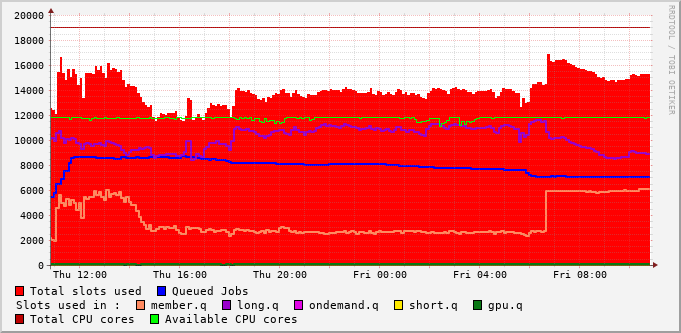 RRDTOOL / TOBI OETIKER
20000
18000
16000
14000
12000
10000
8000
6000
4000
2000
0
Thu 12:00 Thu 16:00 Thu 20:00 Fri 00:00 Fri 04:00 Fri 08:00
Total slots used Queued Jobs
Slots used in : member.q long.q ondemand.q short.q gpu.q
Total CPU cores Available CPU cores